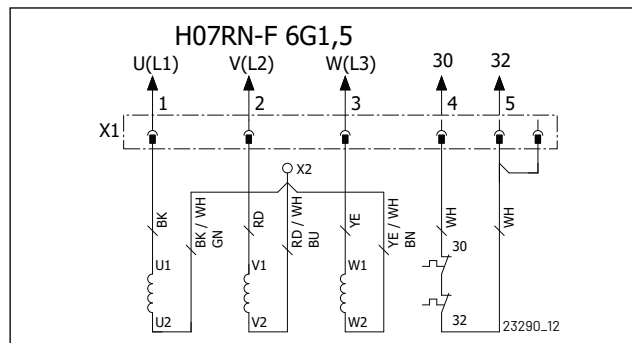 H07RN-F 6G1,5
U(L1) V(L2) W(L3) 30 32
1 2 3 4 5
X1
X2
BK
BK / WH
GN
RD
RD / WH
BU
YE
YE / WH
BN
WH
WH
30
U1 V1 W1
U2 V2 W2 32
23290_12